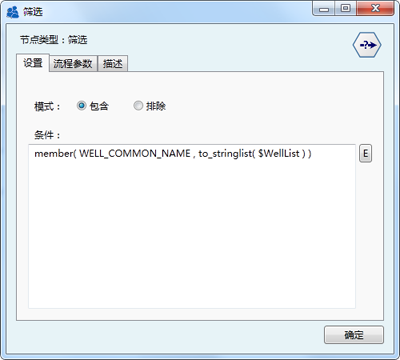 筛选
节点类型：筛选
设置 流程参数 描述
模式： 包含 排除
条件：
member( WELL_COMMON_NAME , to_stringlist( $WellList ) )
E
确定